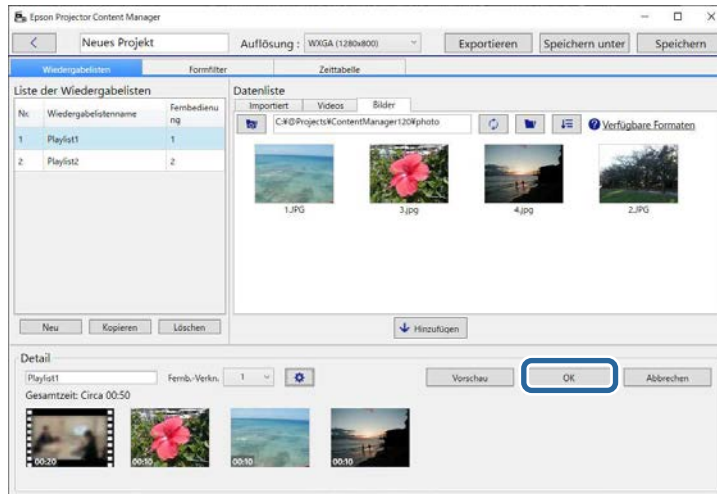 Epson Projector Content Manager
Neues Projekt Auflösung : WXGA (1280x800) Exportieren Speichern unter Speichern
Wiedergabelisten Formfilter Zeittabelle
Liste der Wiedergabelisten Datenliste
Nr. Wiedergabelistenname Fernbedienu
ng
Importiert Videos Bilder
C:¥@Projects¥ContentManager120¥photo Verfügbare Formaten
1 Playlist1 1
2 Playlist2 2
1.JPG 3.jpg 4.jpg 2.JPG
Neu Kopieren Löschen Hinzufügen
Detail
Playlist1 Fernb.-Verkn. 1 Vorschau OK Abbrechen
Gesamtzeit: Circa 00:50
00:20 00:10 00:10 00:10